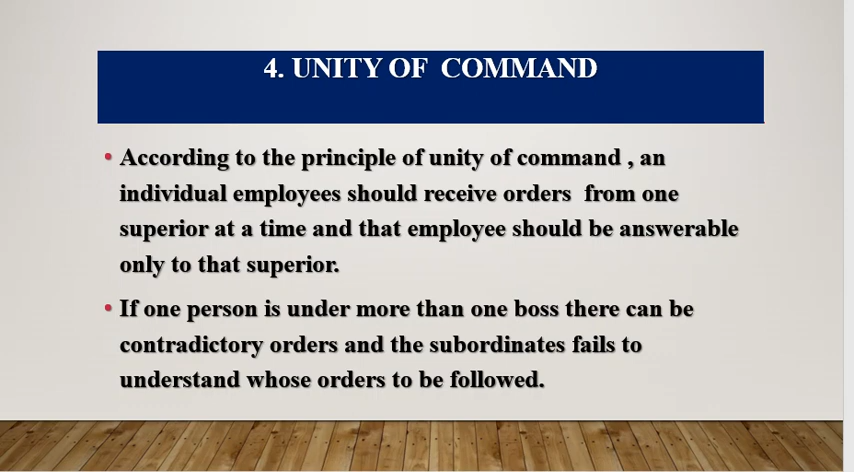 4. UNITY OF COMMAND
• According to the principle of unity of command , an
individual employees should receive orders from one
superior at a time and that employee should be answerable
only to that superior.
• If one person is under more than one boss there can be
contradictory orders and the subordinates fails to
understand whose orders to be followed.